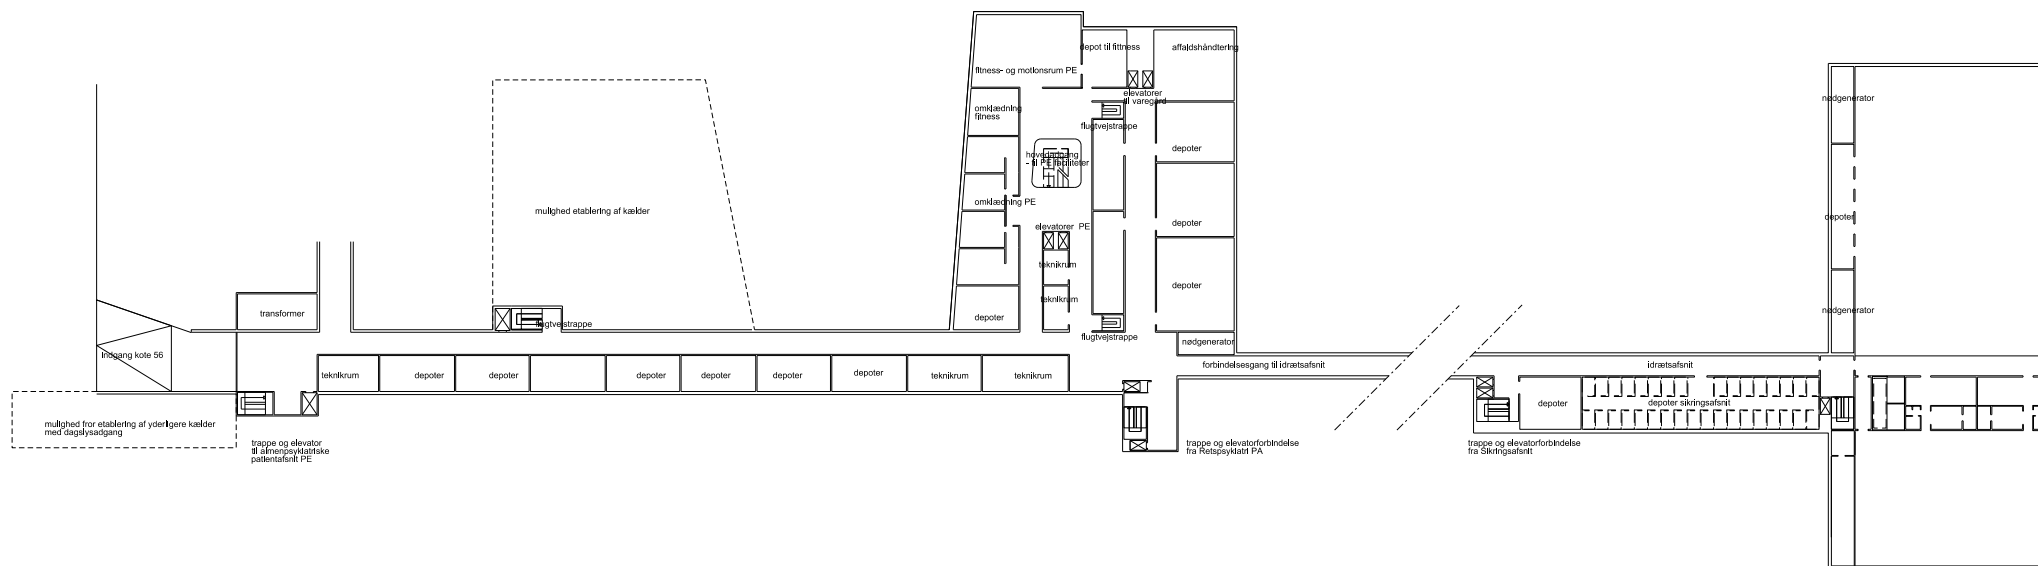 depot til fittness
affaldshåndtering
fitness- og motionsrum PE
elevatorer
til varegård
nødgenerator
omklædning
fitness
flugtvejstrappe
hovedadgang
- til PE faciliteter
depoter
omklædning PE
mulighed etablering af kælder
depoter
depoter
elevatorer PE
teknikrum
depoter
teknikrum
transformer
depoter
flugtvejstrappe
flugtvejstrappe
nødgenerator
nødgenerator
Indgang kote 56
forbindelsesgang til idrætsafsnit
idrætsafsnit
teknikrum
depoter
depoter
depoter
depoter
depoter
depoter
teknikrum
teknikrum
depoter
depoter sikringsafsnit
mulighed fror etablering af yderligere kælder
med dagslysadgang
trappe og elevator
til almenpsykiatriske
patientafsnit PE
trappe og elevatorforbindelse
fra Retspsykiatri PA
trappe og elevatorforbindelse
fra Sikringsafsnit